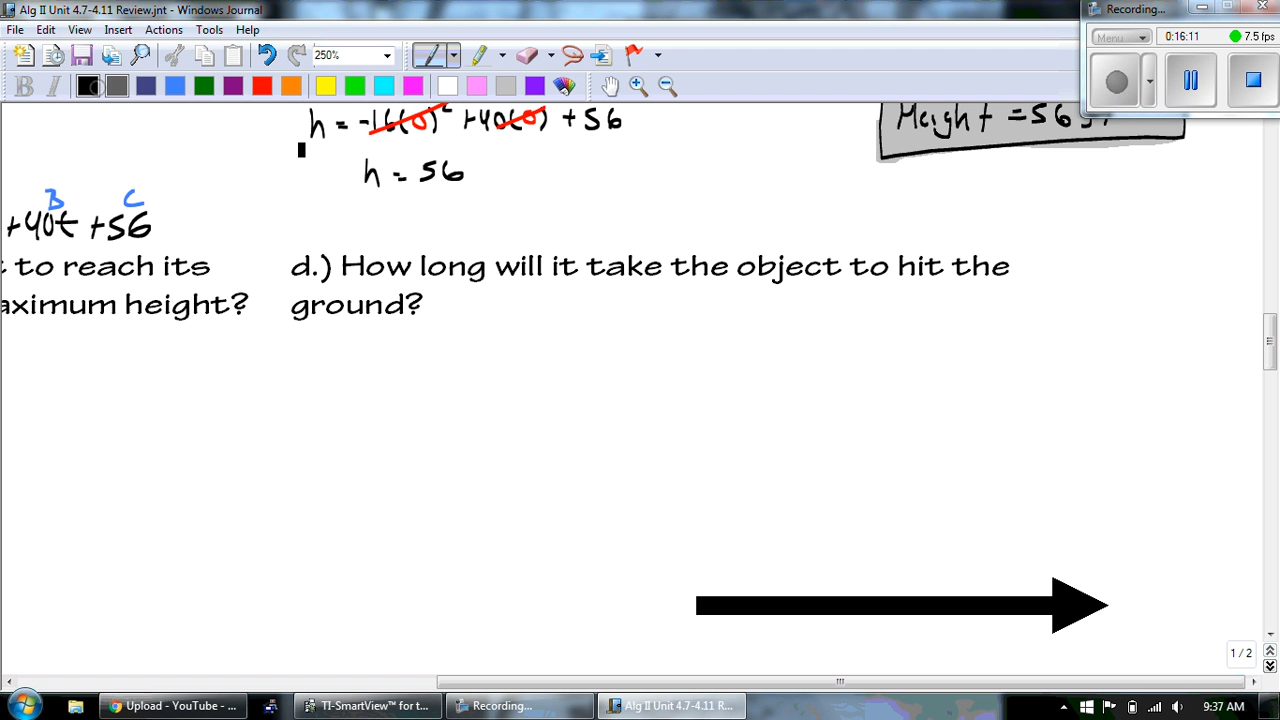 Alg II Unit 4.7-4.11 Review.jnt - Windows Journal
Recording...
File Edit View Insert Actions Tools Help
Menu 0:16:11 7.5 fps
250%
B I
h = -16(0)² +40(0) +56
Height = 56
h = 56
B C
+40t +56
t to reach its
aximum height?
d.) How long will it take the object to hit the
ground?
1 / 2
Upload - YouTube - ... TI-SmartView™ for t... Recording... Alg II Unit 4.7-4.11 R... 9:37 AM